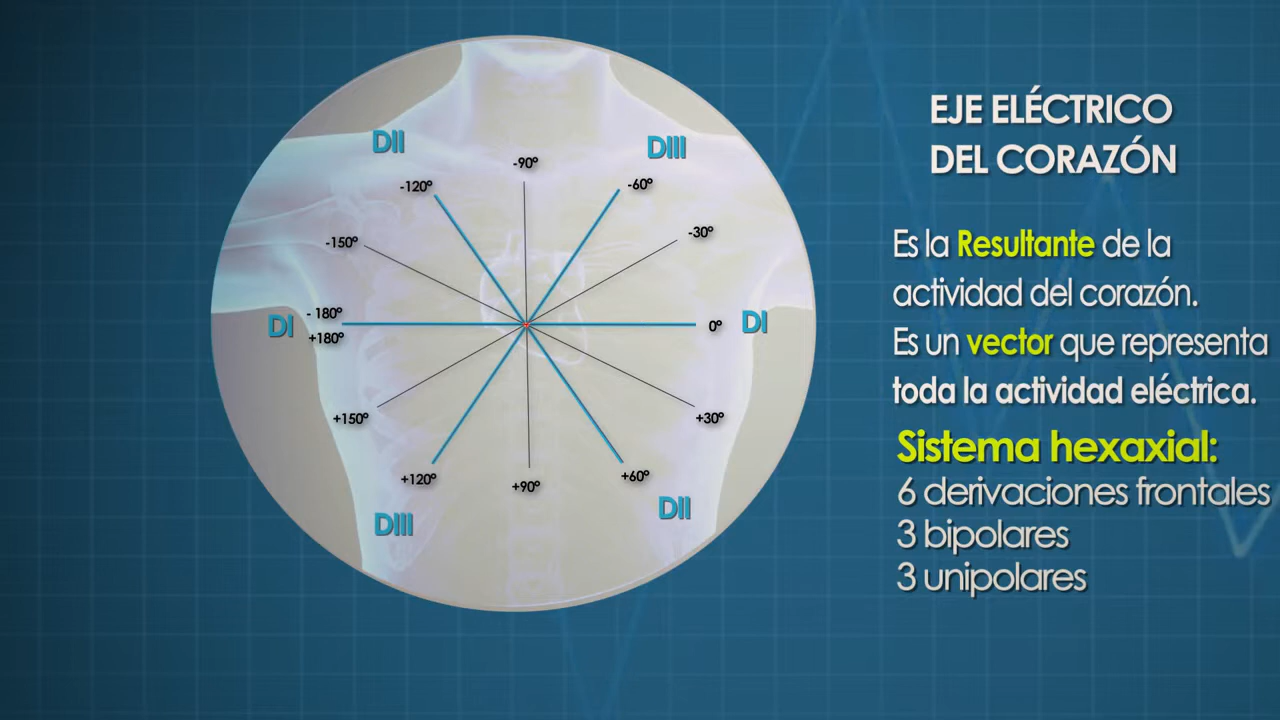 EJE ELÉCTRICO
DEL CORAZÓN
DII
DIII
-90º
-120º
-60º
-150º
-30º
DI
- 180º
+180º
0º
DI
+150º
+30º
+120º
+90º
+60º
DIII
DII
Es la Resultante de la
actividad del corazón.
Es un vector que representa
toda la actividad eléctrica.
Sistema hexaxial:
6 derivaciones frontales
3 bipolares
3 unipolares